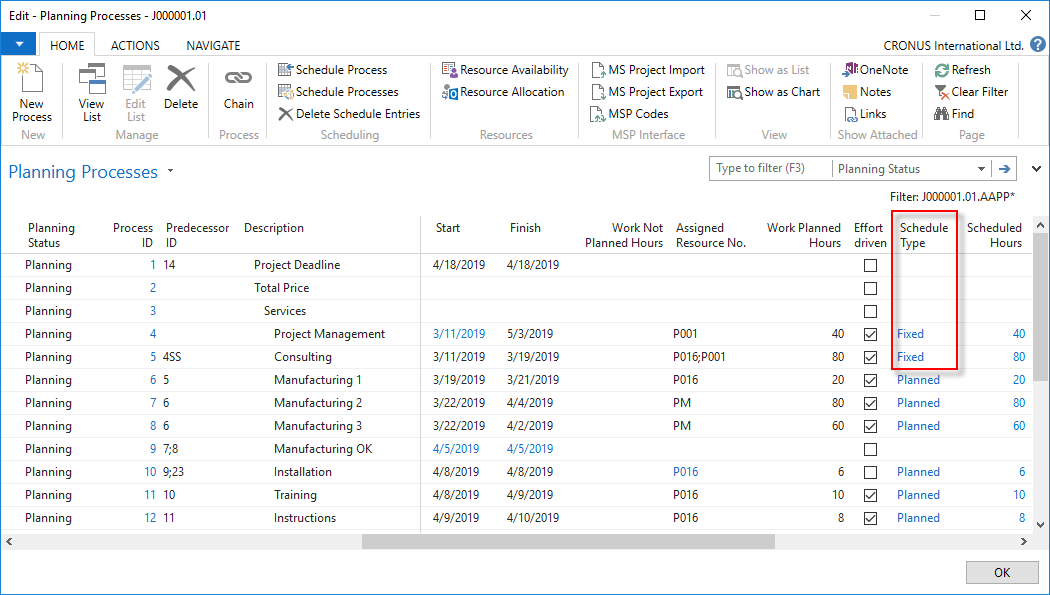 Edit - Planning Processes - J000001.01
HOME ACTIONS NAVIGATE CRONUS International Ltd. ?
New Process
View List
Edit List
Delete
Chain
Schedule Process
Schedule Processes
Delete Schedule Entries
Resource Availability
Resource Allocation
MS Project Import
MS Project Export
MSP Codes
Show as List
Show as Chart
OneNote
Notes
Links
Refresh
Clear Filter
Find
New Manage Process Scheduling Resources MSP Interface View Show Attached Page
Planning Processes
Type to filter (F3) Planning Status
Filter: J000001.01.AAPP*
Planning Process Predecessor Description Start Finish Work Not Assigned Work Planned Effort Schedule Scheduled
Status ID ID Planned Hours Resource No. Hours driven Type Hours
Planning 1 14 Project Deadline 4/18/2019 4/18/2019
Planning 2 Total Price
Planning 3 Services
Planning 4 Project Management 3/11/2019 5/3/2019 P001 40 Fixed 40
Planning 5 4SS Consulting 3/11/2019 3/19/2019 P016;P001 80 Fixed 80
Planning 6 5 Manufacturing 1 3/19/2019 3/21/2019 P016 20 Planned 20
Planning 7 6 Manufacturing 2 3/22/2019 4/4/2019 PM 80 Planned 80
Planning 8 6 Manufacturing 3 3/22/2019 4/2/2019 PM 60 Planned 60
Planning 9 7;8 Manufacturing OK 4/5/2019 4/5/2019
Planning 10 9;23 Installation 4/8/2019 4/8/2019 P016 6 Planned 6
Planning 11 10 Training 4/8/2019 4/9/2019 P016 10 Planned 10
Planning 12 11 Instructions 4/9/2019 4/10/2019 P016 8 Planned 8
OK